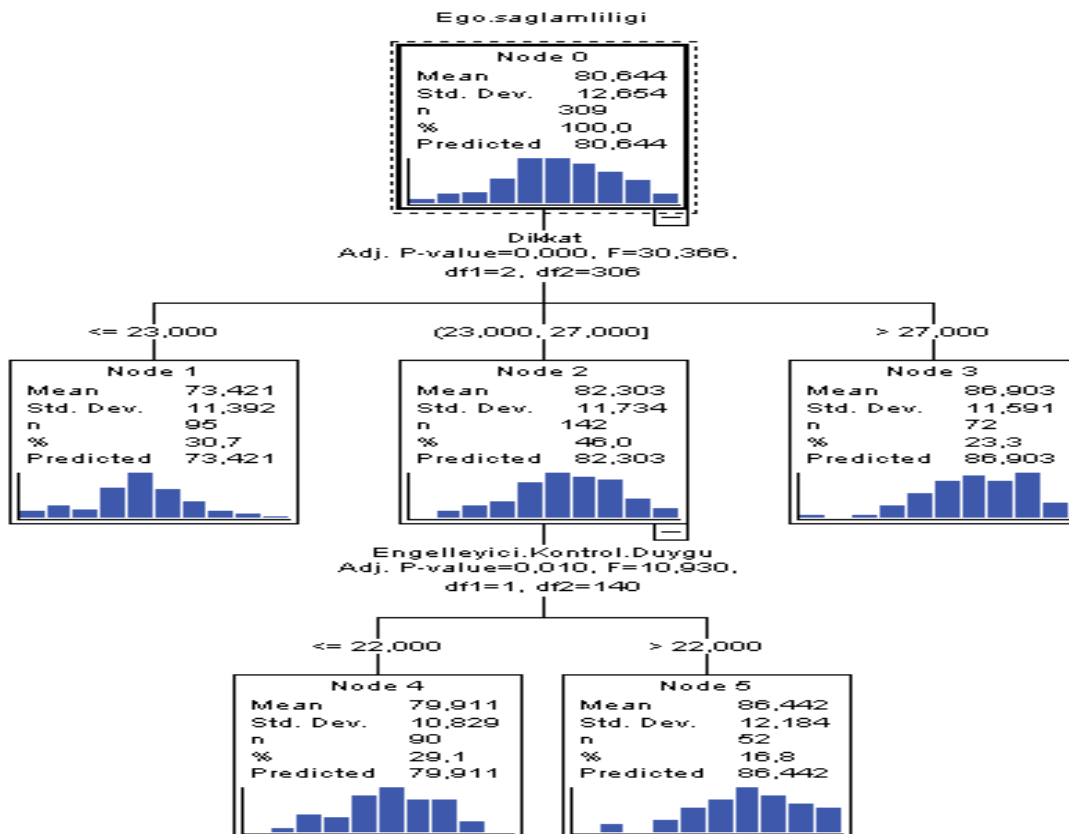 Ego.saglamliligi
Node 0
Mean 80,644
Std. Dev. 12,654
n 309
% 100,0
Predicted 80,644
Dikkat
Adj. P-value=0,000, F=30,366,
df1=2, df2=306
<= 23,000
(23,000, 27,000]
> 27,000
Node 1
Mean 73,421
Std. Dev. 11,392
n 95
% 30,7
Predicted 73,421
Node 2
Mean 82,303
Std. Dev. 11,734
n 142
% 46,0
Predicted 82,303
Node 3
Mean 86,903
Std. Dev. 11,591
n 72
% 23,3
Predicted 86,903
Engelleyici.Kontrol.Duygu
Adj. P-value=0,010, F=10,930,
df1=1, df2=140
<= 22,000
> 22,000
Node 4
Mean 79,911
Std. Dev. 10,829
n 90
% 29,1
Predicted 79,911
Node 5
Mean 86,442
Std. Dev. 12,184
n 52
% 16,8
Predicted 86,442